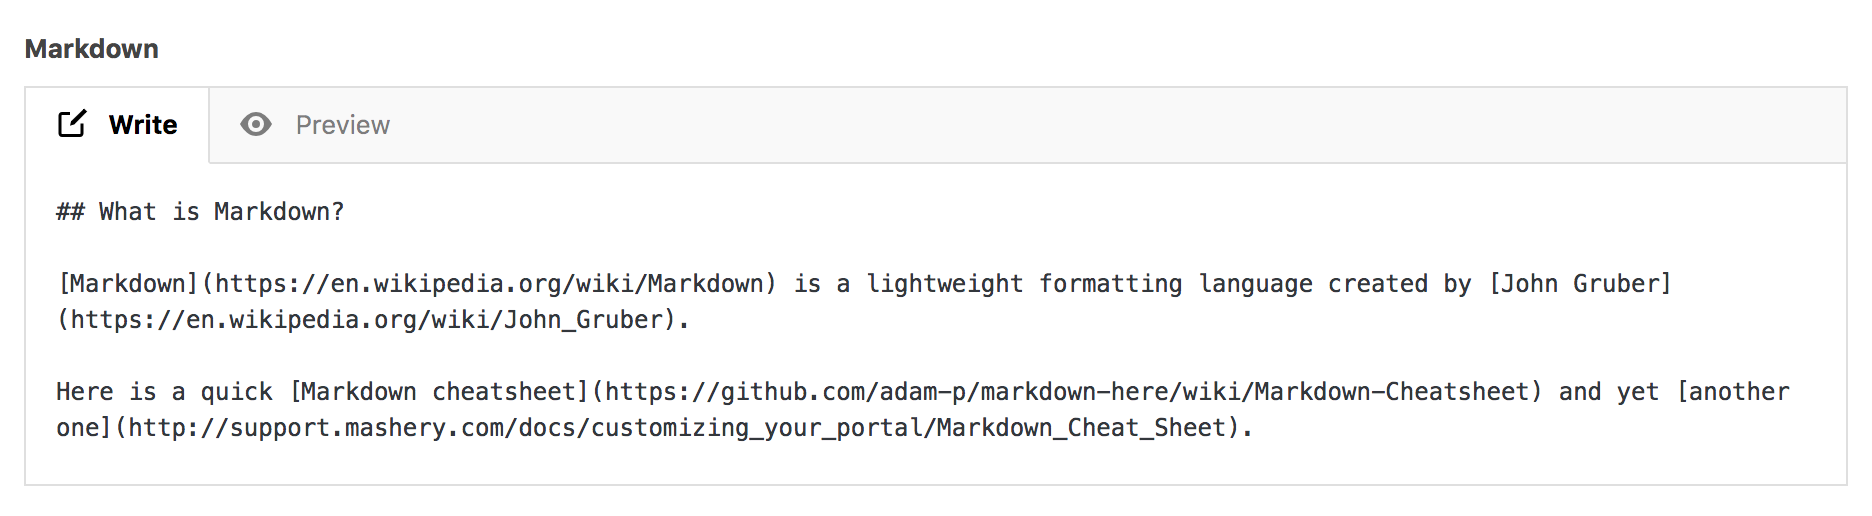 Markdown
Write
Preview
## What is Markdown?
[Markdown](https://en.wikipedia.org/wiki/Markdown) is a lightweight formatting language created by [John Gruber]
(https://en.wikipedia.org/wiki/John_Gruber).
Here is a quick [Markdown cheatsheet](https://github.com/adam-p/markdown-here/wiki/Markdown-Cheatsheet) and yet [another
one](http://support.mashery.com/docs/customizing_your_portal/Markdown_Cheat_Sheet).